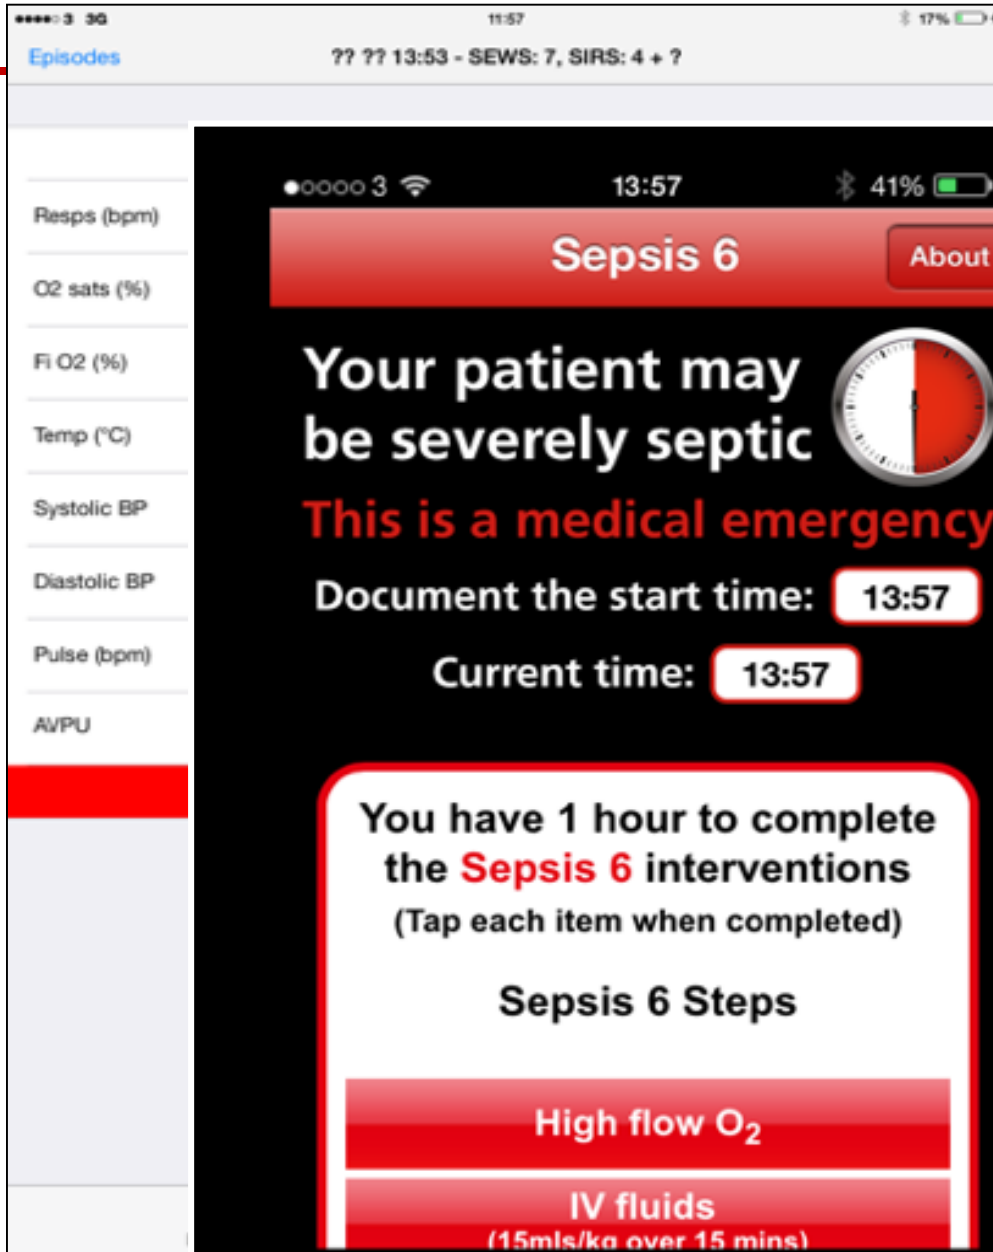 3 3G 11:57 17%
Episodes ?? ?? 13:53 - SEWS: 7, SIRS: 4 + ?
Resps (bpm)
O2 sats (%)
Fi O2 (%)
Temp (°C)
Systolic BP
Diastolic BP
Pulse (bpm)
AVPU
3 13:57 41%
Sepsis 6 About
Your patient may
be severely septic
This is a medical emergency
Document the start time: 13:57
Current time: 13:57
You have 1 hour to complete
the Sepsis 6 interventions
(Tap each item when completed)
Sepsis 6 Steps
High flow O₂
IV fluids
(15mls/kg over 15 mins)